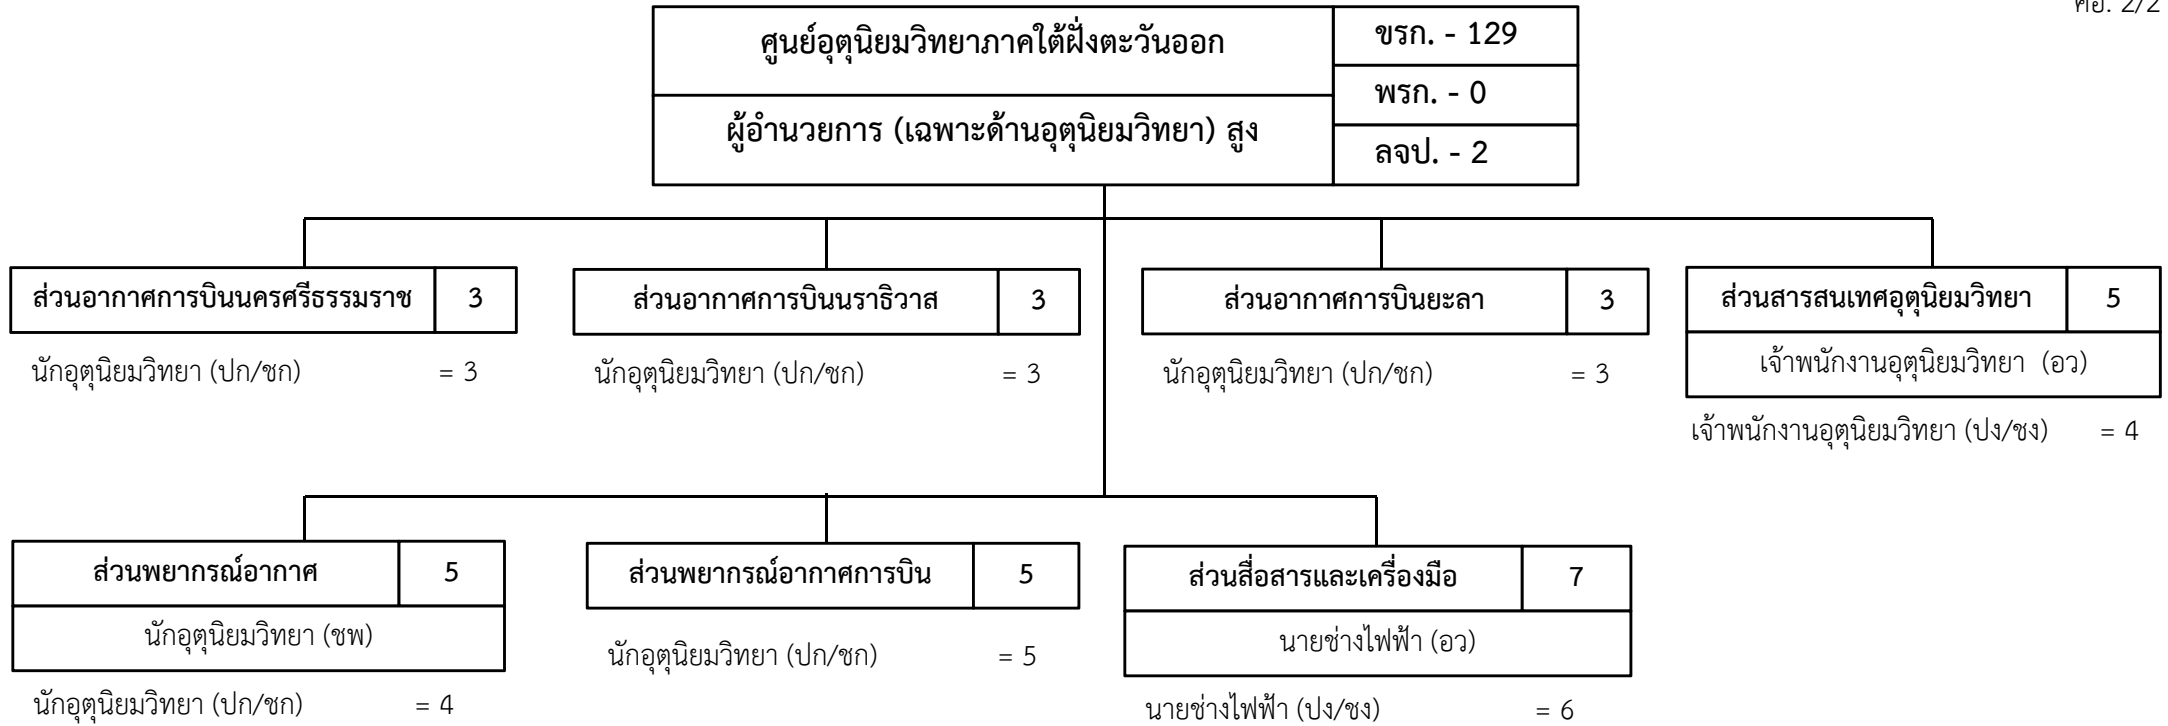 ศอ. 2/2
ศูนย์อุตุนิยมวิทยาภาคใต้ฝั่งตะวันออก
ขรก. - 129
พรก. - 0
ผู้อำนวยการ (เฉพาะด้านอุตุนิยมวิทยา) สูง
ลจป. - 2
ส่วนอากาศการบินนครศรีธรรมราช 3
นักอุตุนิยมวิทยา (ปก/ชก) = 3
ส่วนอากาศการบินนราธิวาส 3
นักอุตุนิยมวิทยา (ปก/ชก) = 3
ส่วนอากาศการบินยะลา 3
นักอุตุนิยมวิทยา (ปก/ชก) = 3
ส่วนสารสนเทศอุตุนิยมวิทยา 5
เจ้าพนักงานอุตุนิยมวิทยา (อว)
เจ้าพนักงานอุตุนิยมวิทยา (ปง/ชง) = 4
ส่วนพยากรณ์อากาศ 5
นักอุตุนิยมวิทยา (ชพ)
นักอุตุนิยมวิทยา (ปก/ชก) = 4
ส่วนพยากรณ์อากาศการบิน 5
นักอุตุนิยมวิทยา (ปก/ชก) = 5
ส่วนสื่อสารและเครื่องมือ 7
นายช่างไฟฟ้า (อว)
นายช่างไฟฟ้า (ปง/ชง) = 6